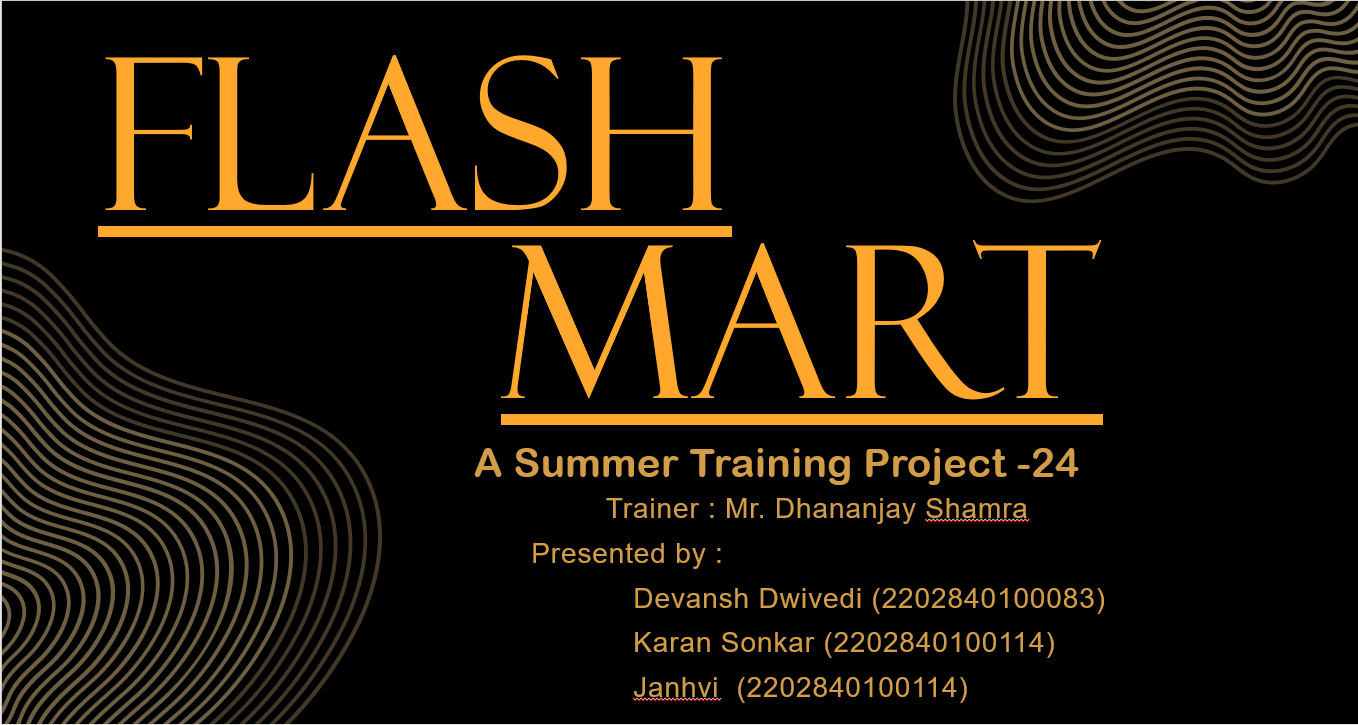 FLASH
MART
A Summer Training Project -24
Trainer : Mr. Dhananjay Shamra
Presented by :
Devansh Dwivedi (2202840100083)
Karan Sonkar (2202840100114)
Janhvi  (2202840100114)